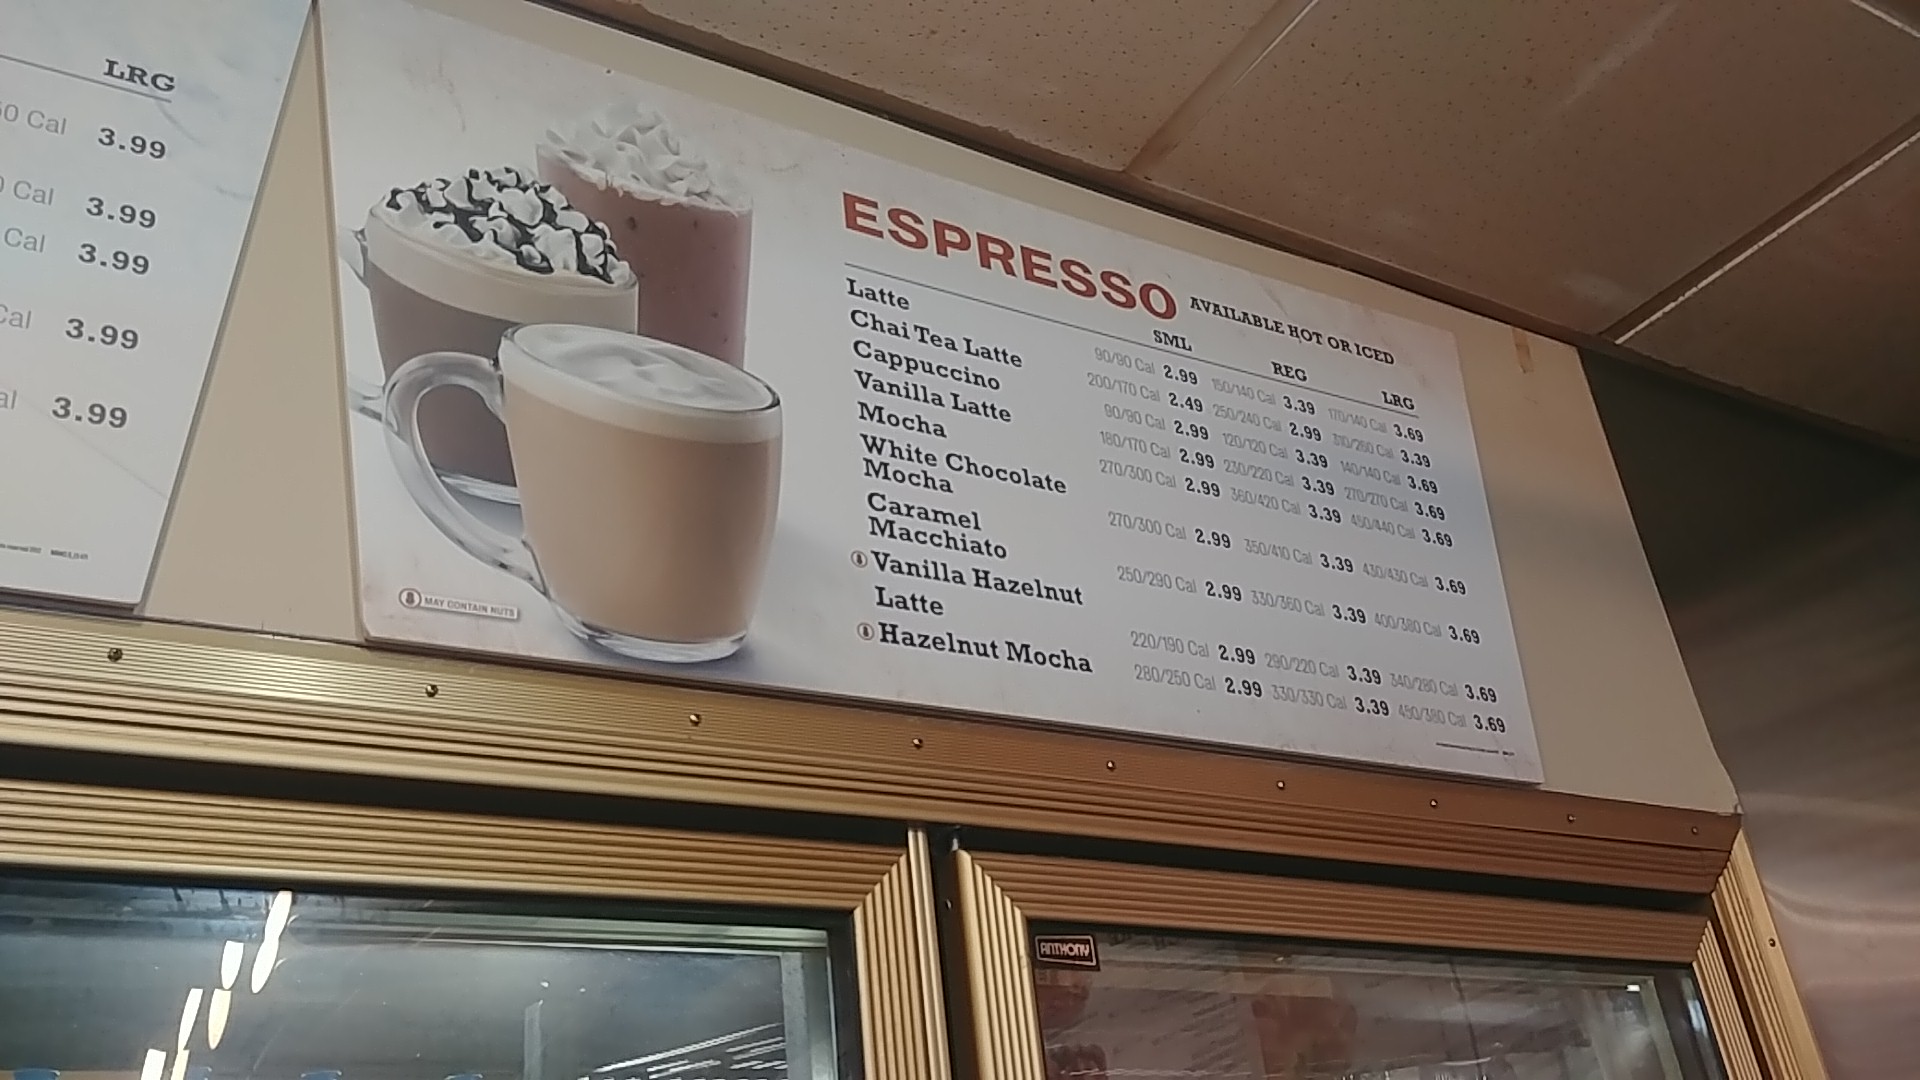 LRG
Cal 3.99
Cal 3.99
Cal 3.99
Cal 3.99
3.99
ESPRESSO AVAILABLE HOT OR ICED
SML REG LRG
Latte 90/90 Cal 2.99 150/140 Cal 3.39 170/140 Cal 3.69
Chai Tea Latte 200/170 Cal 2.49 250/240 Cal 2.99 310/260 Cal 3.39
Cappuccino 90/90 Cal 2.99 120/120 Cal 3.39 140/140 Cal 3.69
Vanilla Latte 180/170 Cal 2.99 230/220 Cal 3.39 270/270 Cal 3.69
Mocha 270/300 Cal 2.99 360/420 Cal 3.39 450/440 Cal 3.69
White Chocolate
Mocha 270/300 Cal 2.99 350/410 Cal 3.39 430/430 Cal 3.69
Caramel
Macchiato 250/290 Cal 2.99 330/360 Cal 3.39 400/380 Cal 3.69
Vanilla Hazelnut
Latte 220/190 Cal 2.99 290/220 Cal 3.39 340/280 Cal 3.69
Hazelnut Mocha 280/250 Cal 2.99 330/330 Cal 3.39 450/380 Cal 3.69
MAY CONTAIN NUTS
ANTHONY